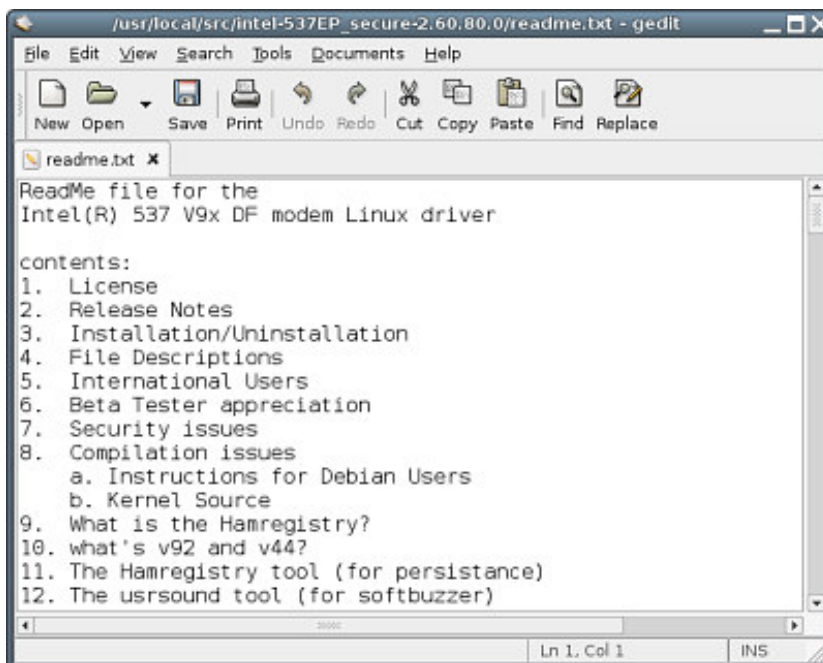 /usr/local/src/intel-537EP_secure-2.60.80.0/readme.txt - gedit
File Edit View Search Tools Documents Help
New Open Save Print Undo Redo Cut Copy Paste Find Replace
readme.txt
ReadMe file for the
Intel(R) 537 V9x DF modem Linux driver
contents:
1. License
2. Release Notes
3. Installation/Uninstallation
4. File Descriptions
5. International Users
6. Beta Tester appreciation
7. Security issues
8. Compilation issues
a. Instructions for Debian Users
b. Kernel Source
9. What is the Hamregistry?
10. what's v92 and v44?
11. The Hamregistry tool (for persistance)
12. The usrsound tool (for softbuzzer)
Ln 1, Col 1 INS